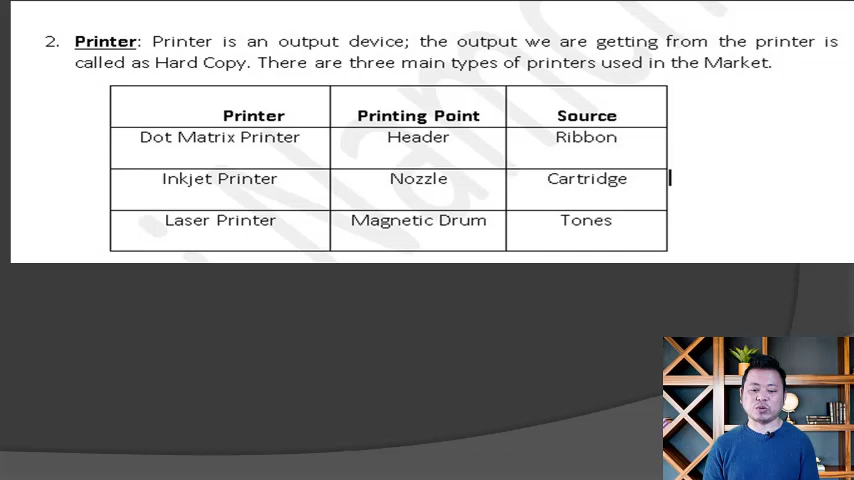 2. Printer: Printer is an output device; the output we are getting from the printer is
called as Hard Copy. There are three main types of printers used in the Market.
Printer Printing Point Source
Dot Matrix Printer Header Ribbon
Inkjet Printer Nozzle Cartridge
Laser Printer Magnetic Drum Tones